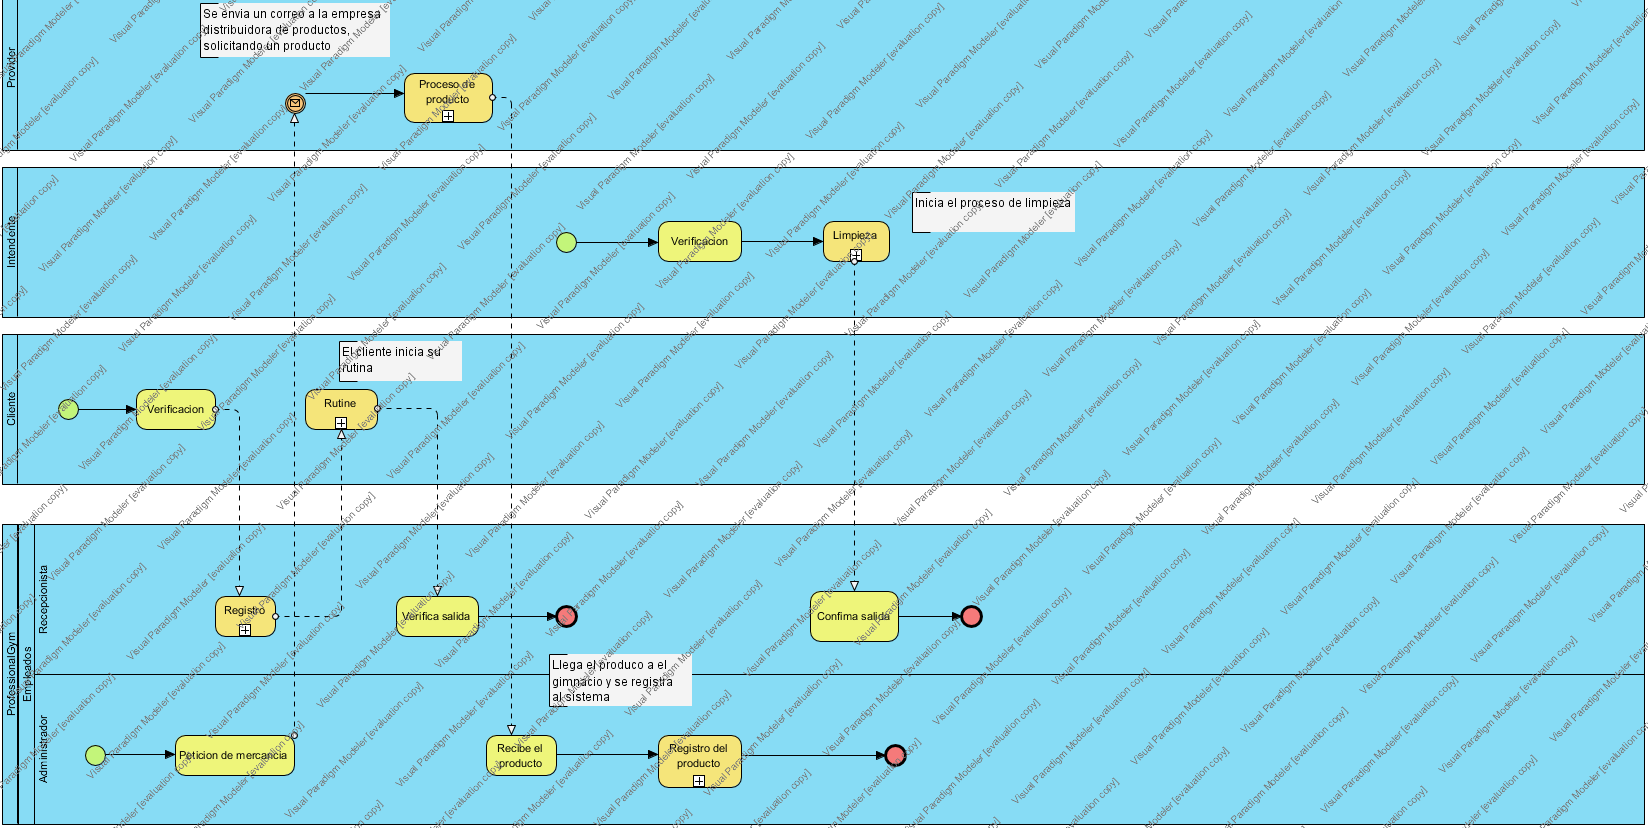 Se envia un correo a la empresa
distribuidora de productos,
solicitando un producto
Provider
Proceso de
producto
Intendente
Inicia el proceso de limpieza
Verificacion
Limpieza
Cliente
El cliente inicia su
rutina
Verificacion
Rutine
ProfessionalGym
Empleados
Recepcionista
Registro
Verifica salida
Confirma salida
Llega el produco a el
gimnacio y se registra
al sistema
Administrador
Peticion de mercancia
Recibe el
producto
Registro del
producto
Visual Paradigm Modeler [evaluation copy]